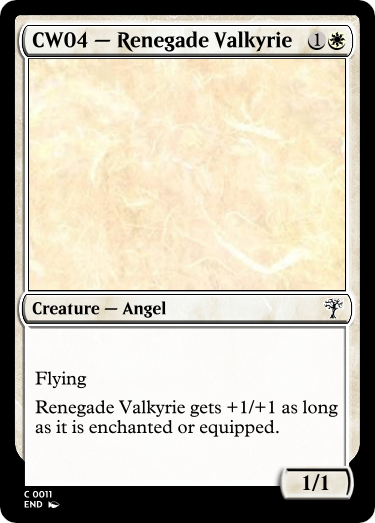 CW04 — Renegade Valkyrie 1
Creature — Angel
Flying
Renegade Valkyrie gets +1/+1 as long
as it is enchanted or equipped.
1/1
C 0011
END